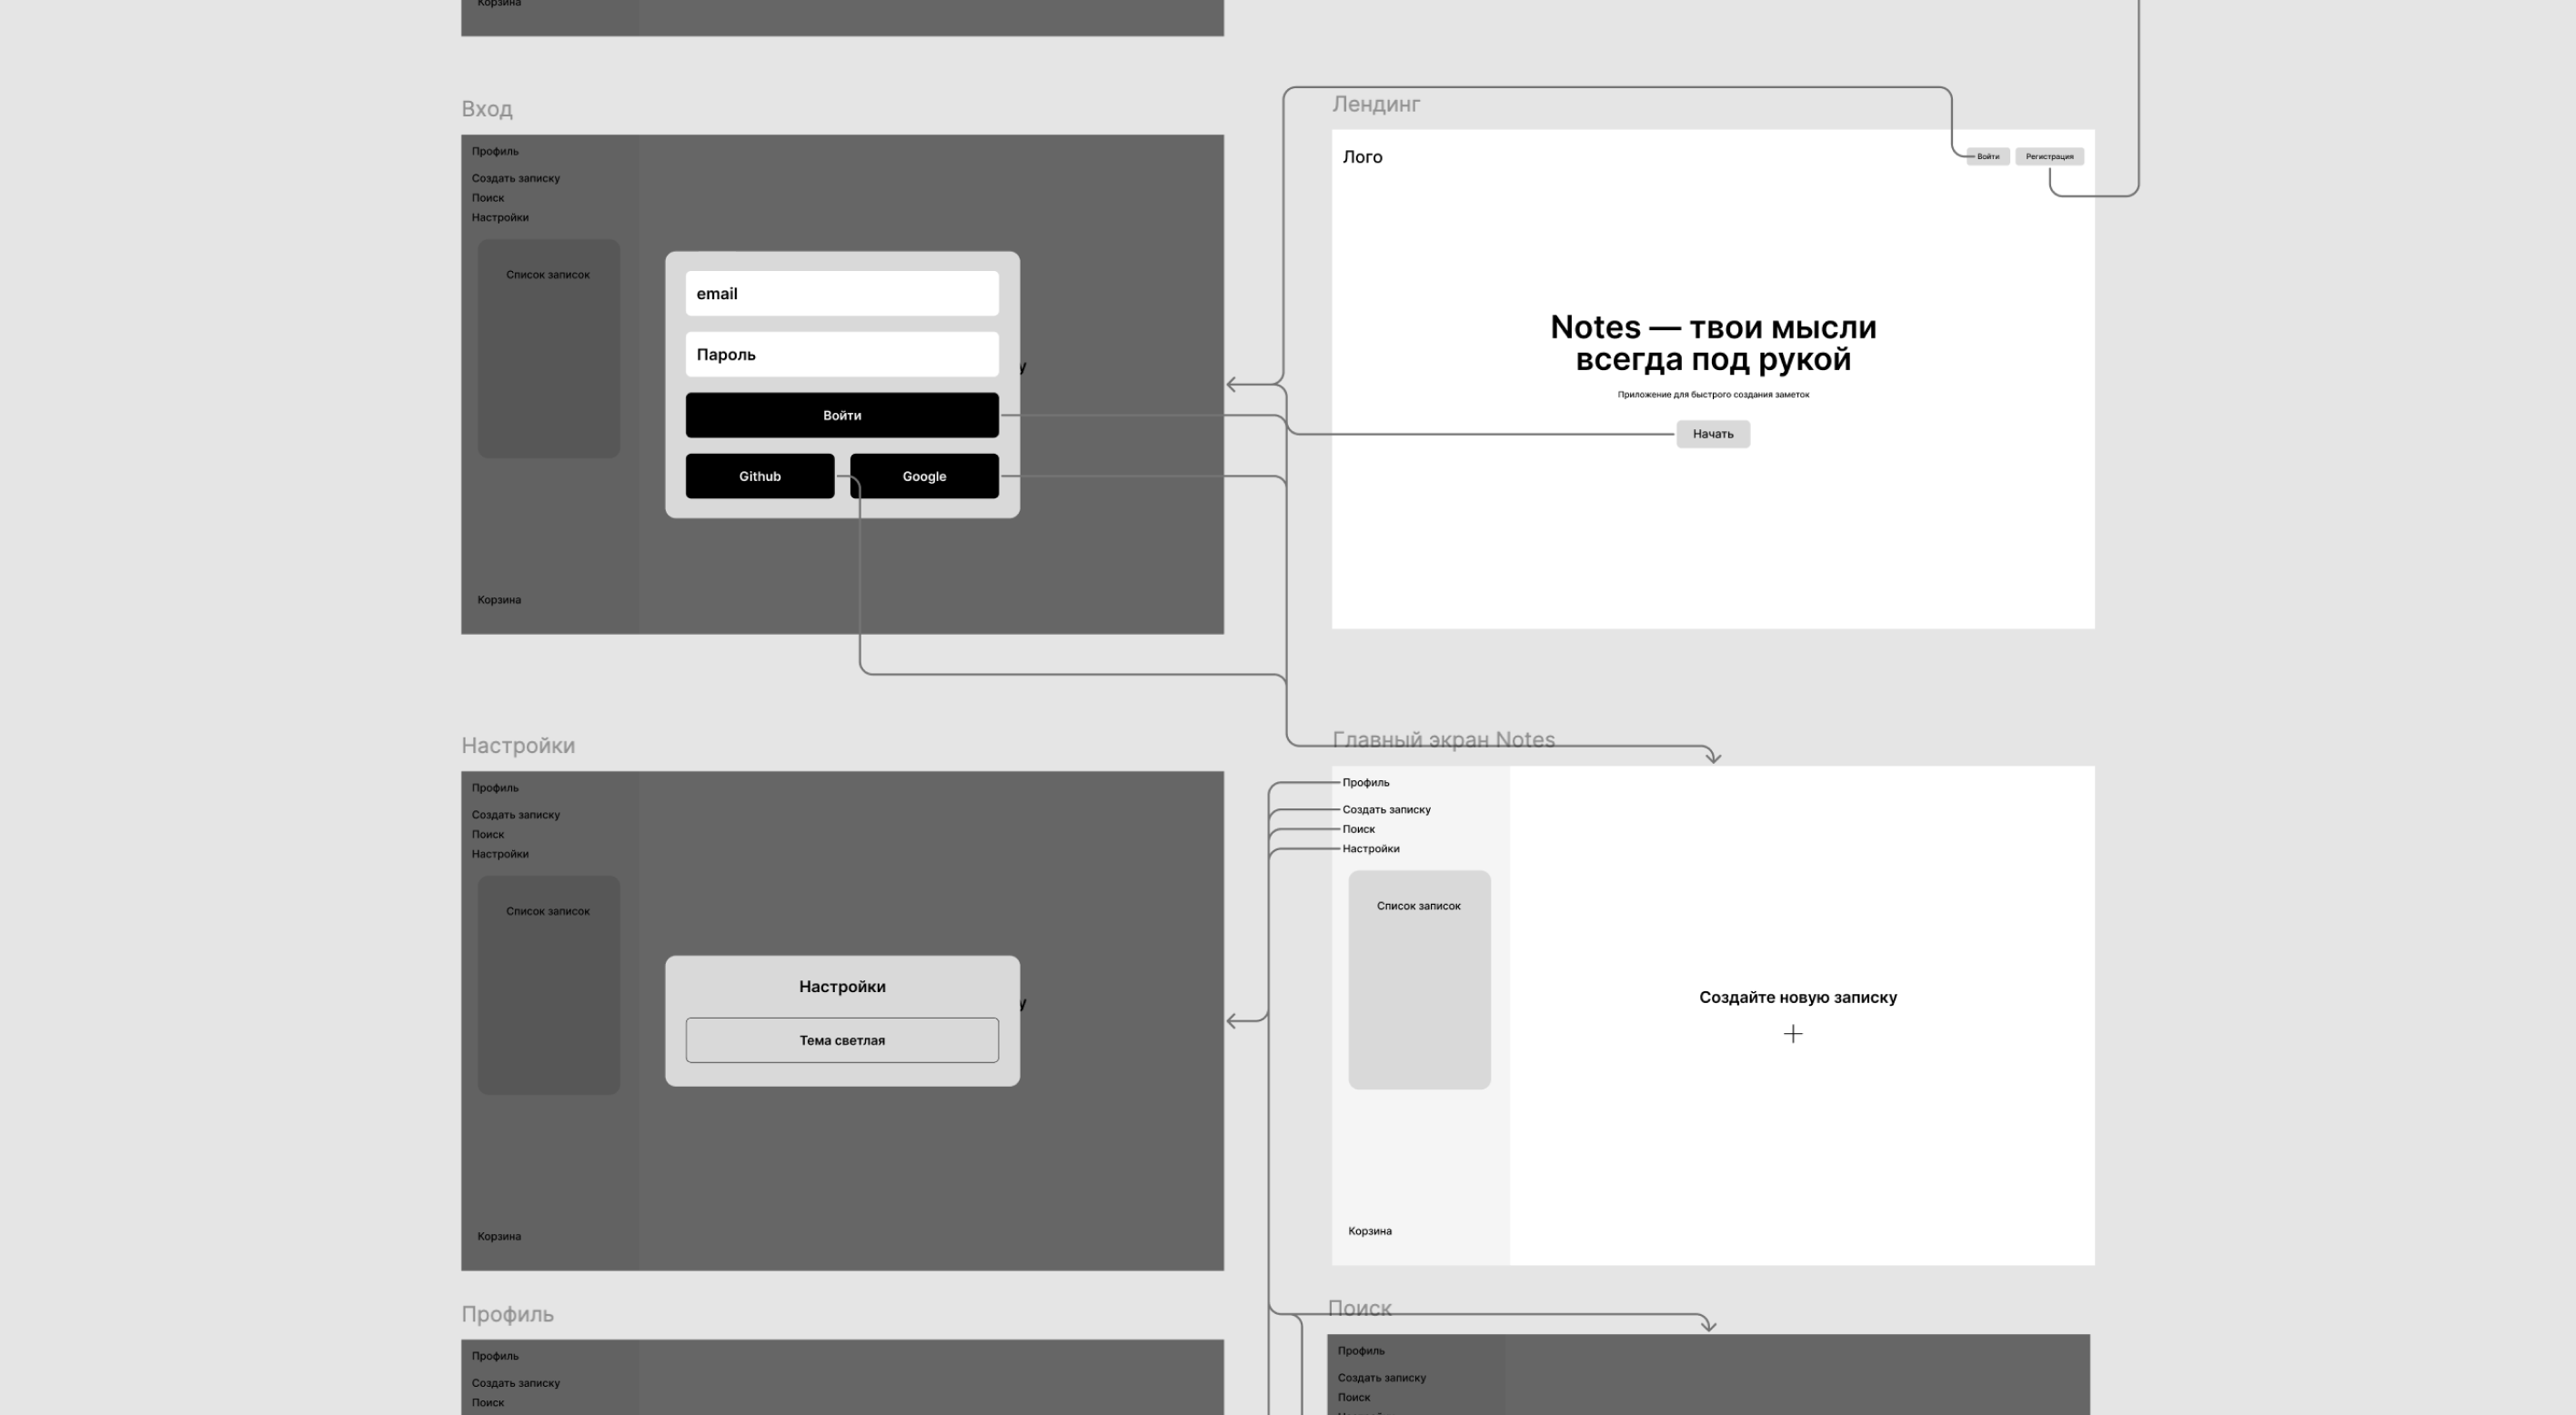 Корзина
Вход
Профиль
Создать записку
Поиск
Настройки
Список записок
Корзина
email
Пароль
Войти
Github
Google
у
Лендинг
Лого
Войти
Регистрация
Notes — твои мысли
всегда под рукой
Приложение для быстрого создания заметок
Начать
Настройки
Профиль
Создать записку
Поиск
Настройки
Список записок
Корзина
Настройки
Тема светлая
у
Главный экран Notes
Профиль
Создать записку
Поиск
Настройки
Список записок
Корзина
Создайте новую записку
Профиль
Профиль
Создать записку
Поиск
Поиск
Профиль
Создать записку
Поиск